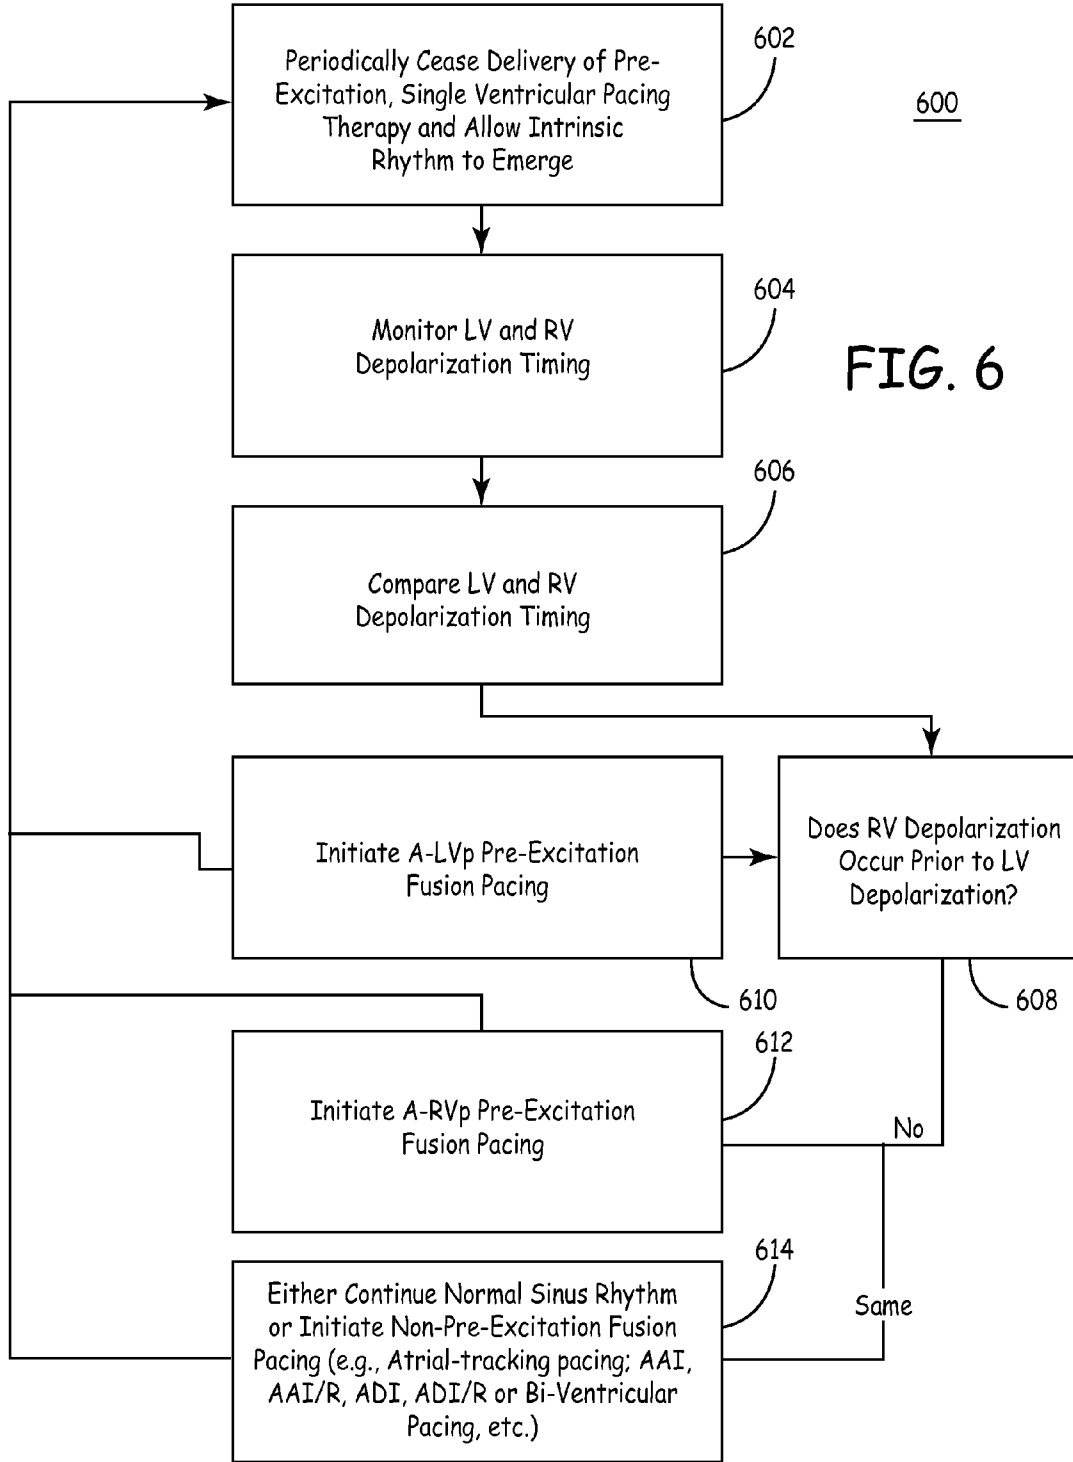 Periodically Cease Delivery of Pre-
Excitation, Single Ventricular Pacing
Therapy and Allow Intrinsic
Rhythm to Emerge
602
600
Monitor LV and RV
Depolarization Timing
604
FIG. 6
Compare LV and RV
Depolarization Timing
606
Initiate A-LVp Pre-Excitation
Fusion Pacing
610
Does RV Depolarization
Occur Prior to LV
Depolarization?
608
Initiate A-RVp Pre-Excitation
Fusion Pacing
612
No
Either Continue Normal Sinus Rhythm
or Initiate Non-Pre-Excitation Fusion
Pacing (e.g., Atrial-tracking pacing; AAI,
AAI/R, ADI, ADI/R or Bi-Ventricular
Pacing, etc.)
614
Same